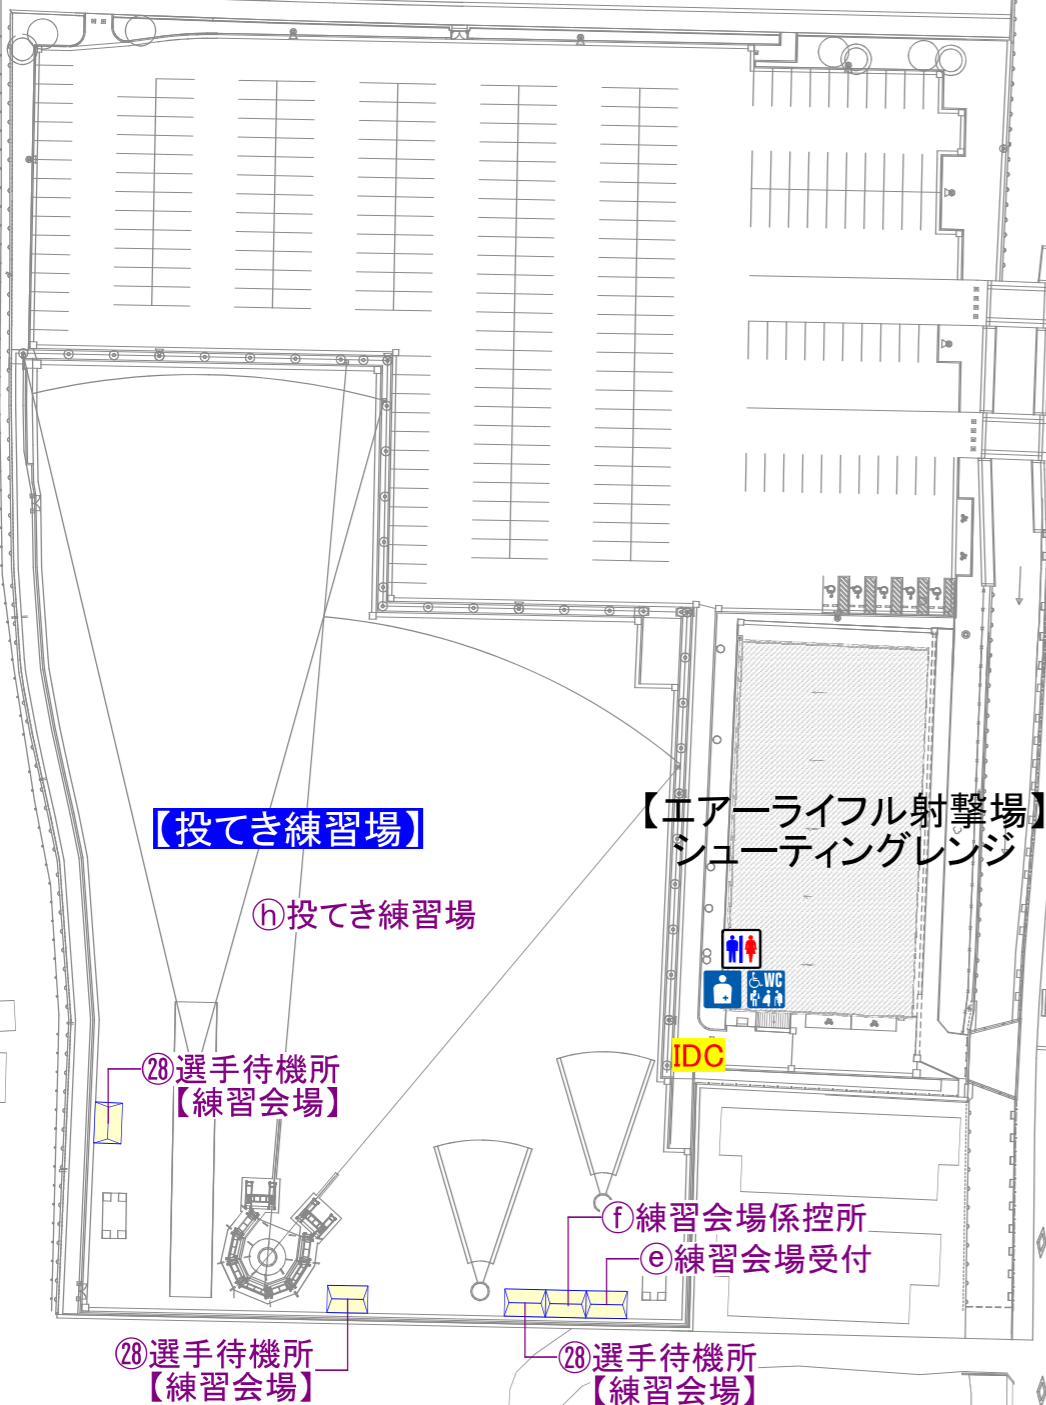 【エアーライフル射撃場】
シューティングレンジ
【投てき練習場】
ⓗ投てき練習場
WC
IDC
㉘選手待機所
【練習会場】
ⓕ練習会場係控所
ⓔ練習会場受付
㉘選手待機所
【練習会場】
㉘選手待機所
【練習会場】